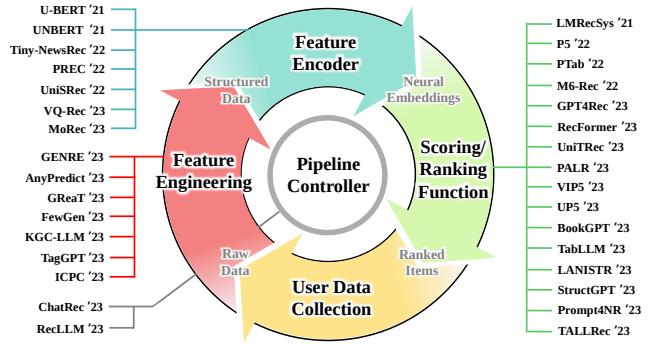 U-BERT ‘21
UNBERT ‘21
Tiny-NewsRec ‘22
PREC ‘22
UniSRec ‘22
VQ-Rec ‘23
MoRec ‘23
GENRE ‘23
AnyPredict ‘23
GReaT ‘23
FewGen ‘23
KGC-LLM ‘23
TagGPT ‘23
ICPC ‘23
ChatRec ‘23
RecLLM ‘23
Feature
Encoder
Structured
Data
Neural
Embeddings
Feature
Engineering
Pipeline
Controller
Scoring/
Ranking
Function
Raw
Data
Ranked
Items
User Data
Collection
LMRecSys ‘21
P5 ‘22
PTab ‘22
M6-Rec ‘22
GPT4Rec ‘23
RecFormer ‘23
UniTRec ‘23
PALR ‘23
VIP5 ‘23
UP5 ‘23
BookGPT ‘23
TabLLM ‘23
LANISTR ‘23
StructGPT ‘23
Prompt4NR ‘23
TALLRec ‘23